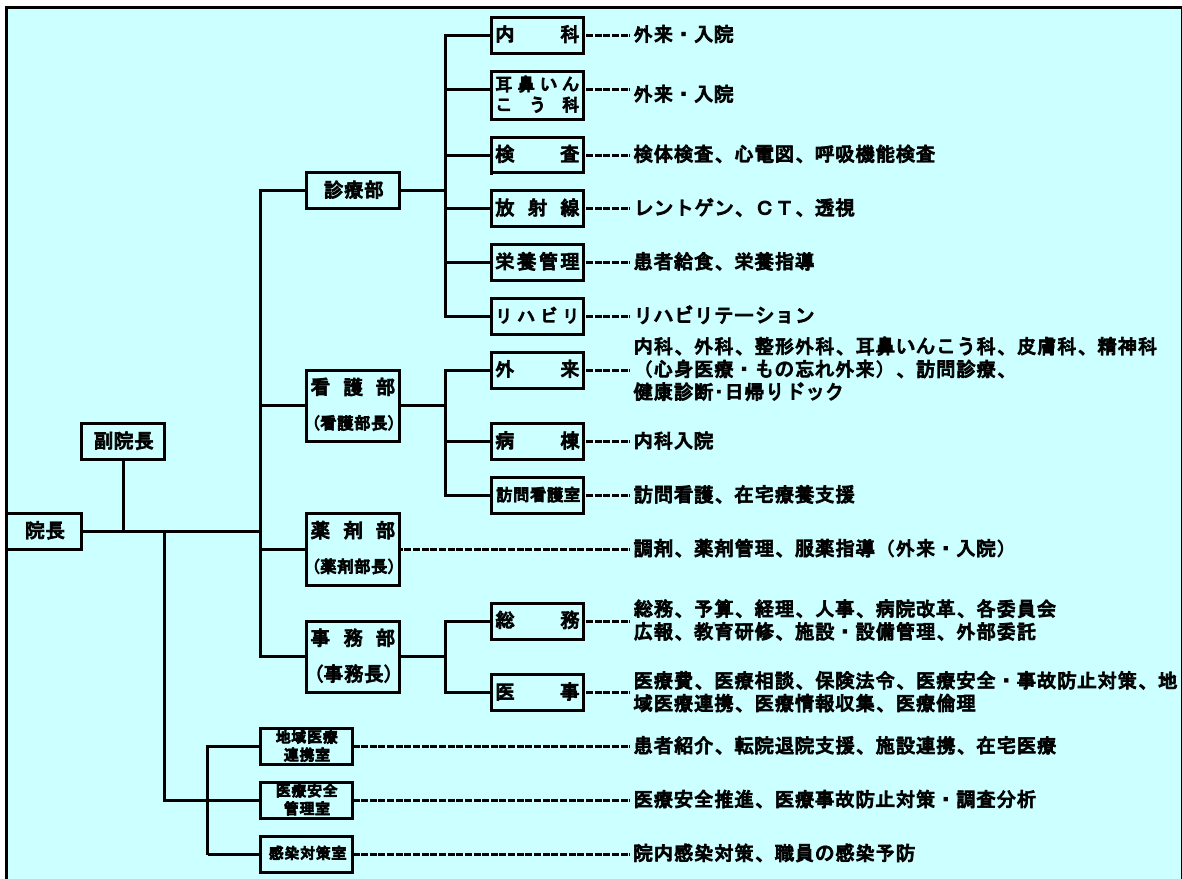 内科 外来・入院
耳鼻いん
こう科
外来・入院
検査 検体検査、心電図、呼吸機能検査
診療部
放射線 レントゲン、ＣＴ、透視
栄養管理 患者給食、栄養指導
リハビリ リハビリテーション
内科、外科、整形外科、耳鼻いんこう科、皮膚科、精神科
外来 （心身医療・もの忘れ外来）、訪問診療、
健康診断・日帰りドック
看護部
(看護部長)
副院長
病棟 内科入院
訪問看護室 訪問看護、在宅療養支援
院長
薬剤部
(薬剤部長)
調剤、薬剤管理、服薬指導（外来・入院）
総務
総務、予算、経理、人事、病院改革、各委員会
広報、教育研修、施設・設備管理、外部委託
事務部
(事務長)
医事
医療費、医療相談、保険法令、医療安全・事故防止対策、地
域医療連携、医療情報収集、医療倫理
地域医療
連携室
患者紹介、転院退院支援、施設連携、在宅医療
医療安全
管理室
医療安全推進、医療事故防止対策・調査分析
感染対策室 院内感染対策、職員の感染予防